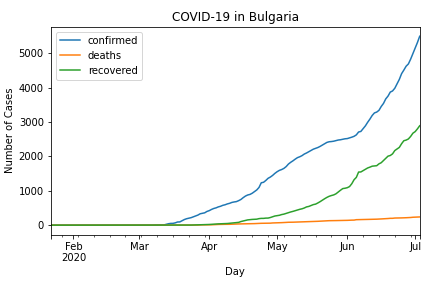 COVID-19 in Bulgaria
confirmed
deaths
recovered
5000
4000
3000
2000
1000
0
Number of Cases
Feb
2020
Mar
Apr
May
Jun
Jul
Day